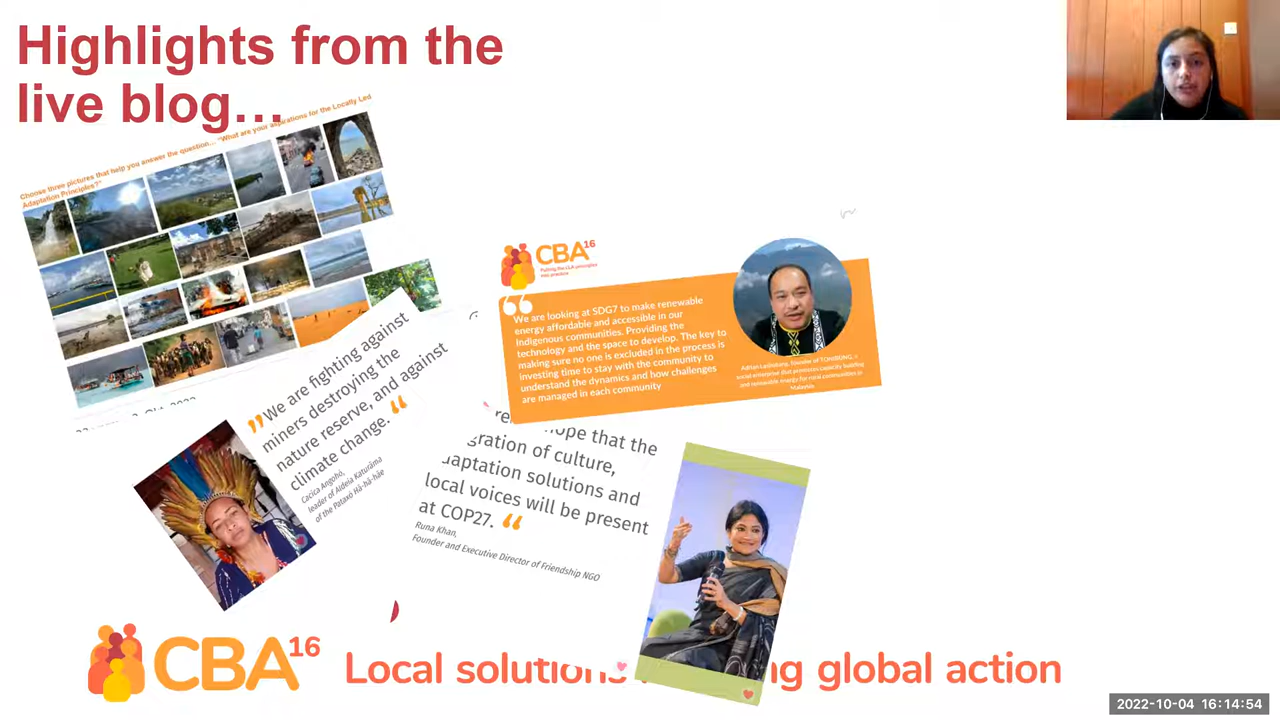 Highlights from the
live blog…
Choose three pictures that help you answer the question... "What are your aspirations for the Locally Led
Adaptation Principles?"
CBA16
Putting the LLA principles
into practice
We are looking at SDG7 to make renewable
energy affordable and accessible in our
Indigenous communities. Providing the
technology and the space to develop. The key to
making sure no one is excluded in the process is
investing time to stay with the community to
understand the dynamics and how challenges
are managed in each community
founder of TONIBUNG, a
social enterprise that promotes capacity building
and renewable energy for rural communities in
Malaysia
"We are fighting against
miners destroying the
nature reserve, and against
climate change. "
Cacica Angohó,
leader of Aldeia Katurãma
of the Pataxó Hã-hã-hãe
hope that the
gration of culture,
aptation solutions and
local voices will be present
at COP27. "
Runa Khan,
Founder and Executive Director of Friendship NGO
CBA16
Local solutions ng global action
2022-10-04 16:14:54